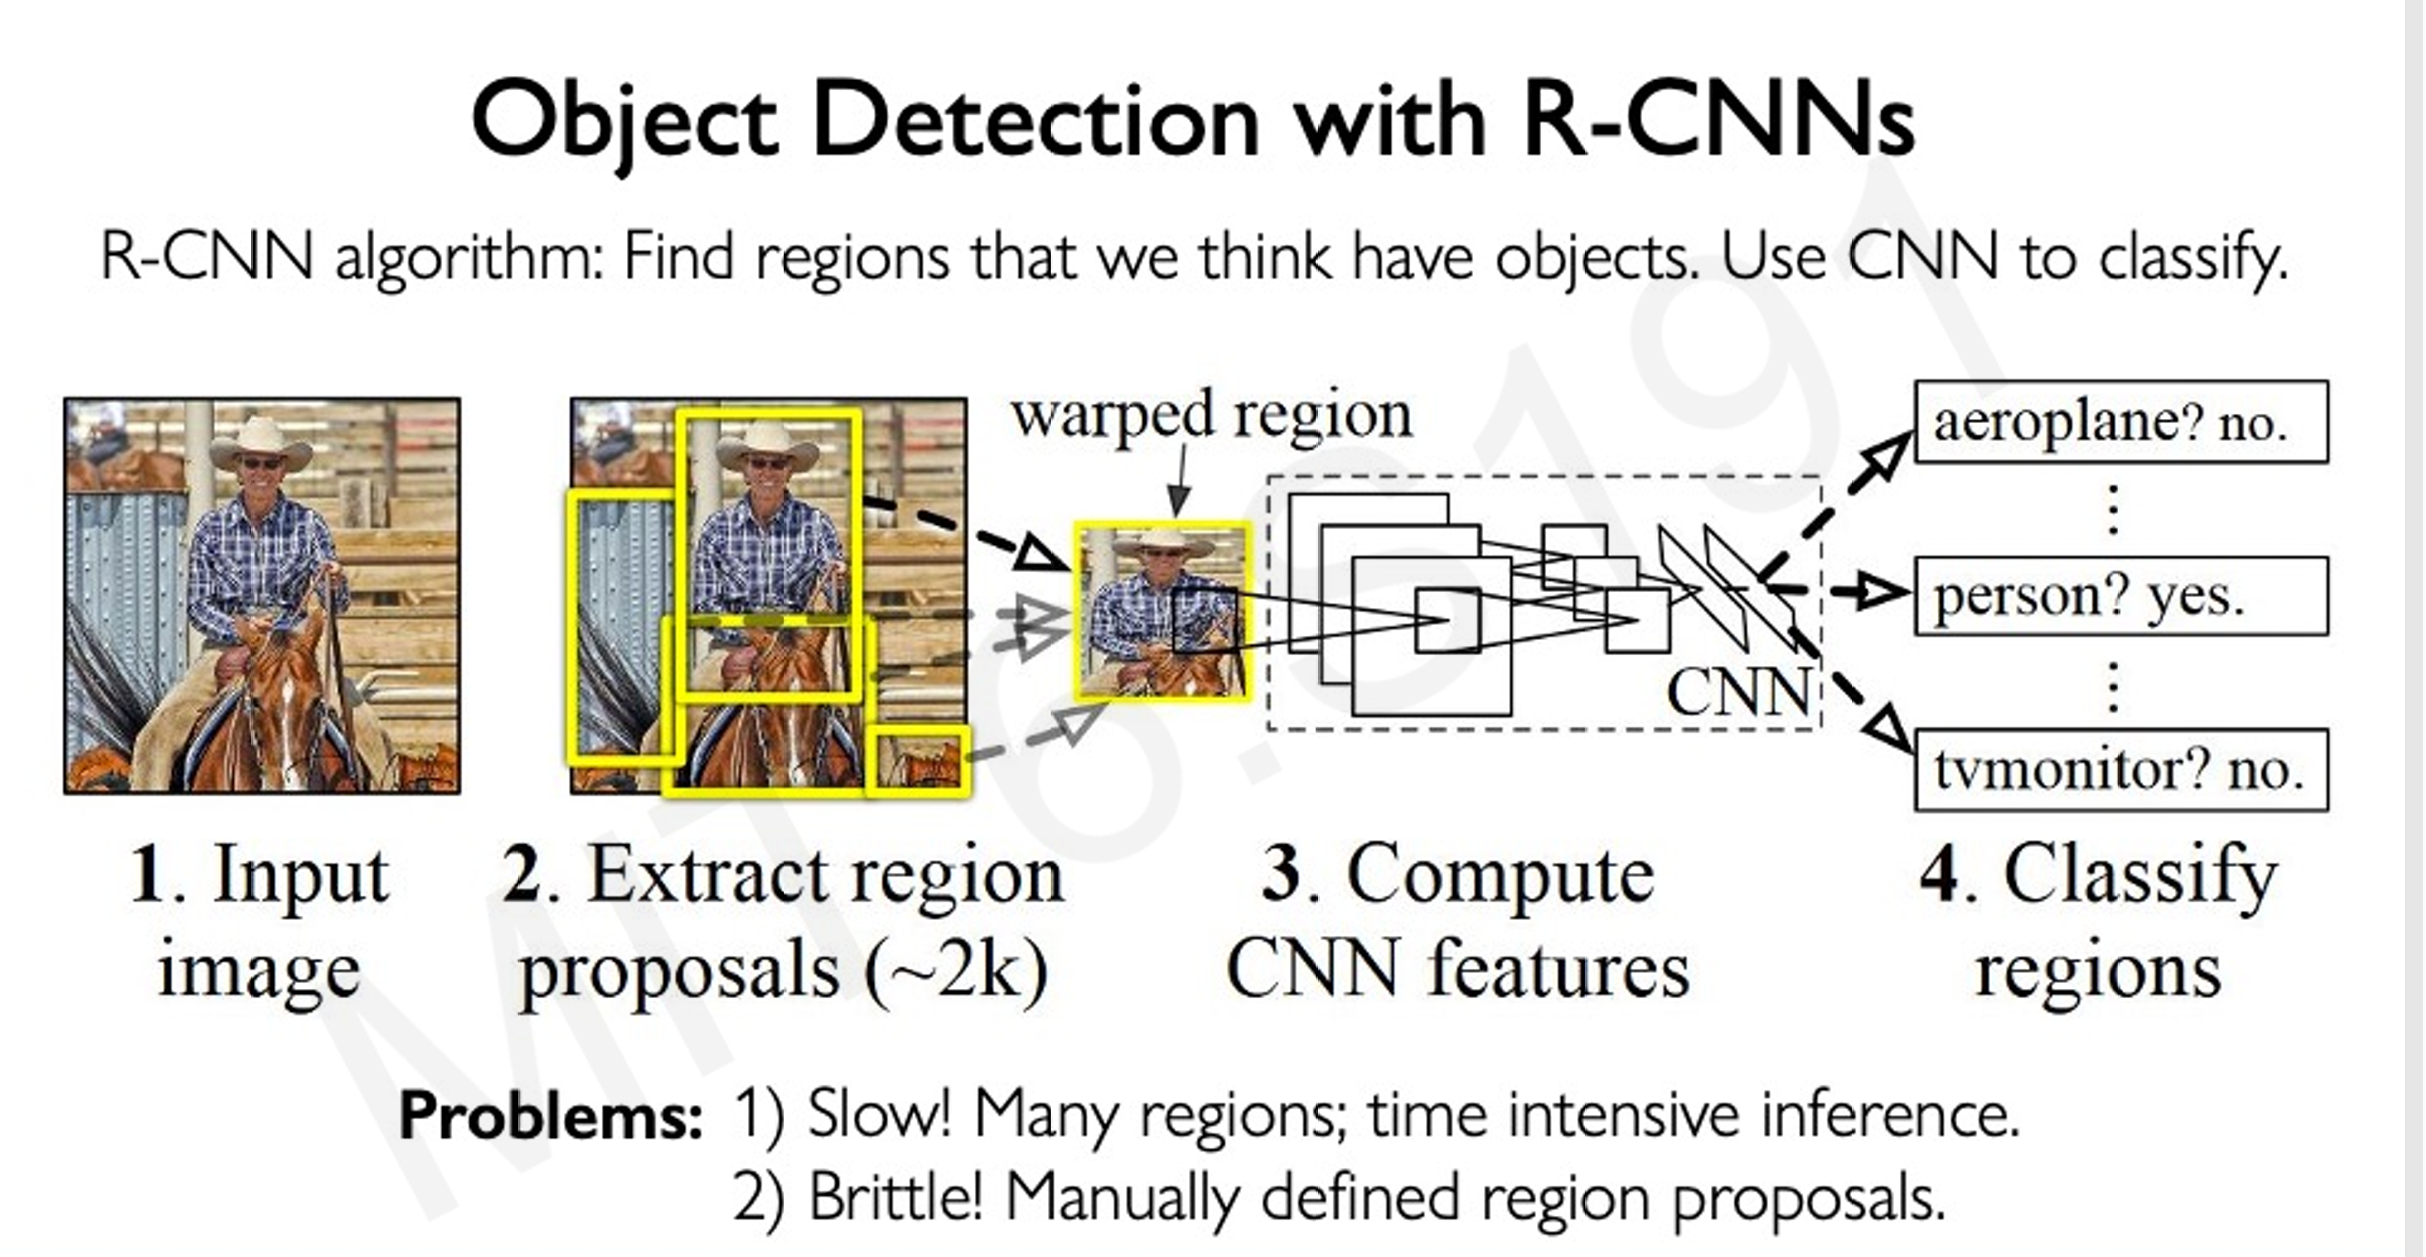 Object Detection with R-CNNs
R-CNN algorithm: Find regions that we think have objects. Use CNN to classify.
warped region
aeroplane? no.
⋮
person? yes.
⋮
tvmonitor? no.
CNN
1. Input
image
2. Extract region
proposals (~2k)
3. Compute
CNN features
4. Classify
regions
Problems: 1) Slow! Many regions; time intensive inference.
2) Brittle! Manually defined region proposals.
MIT 6.S191